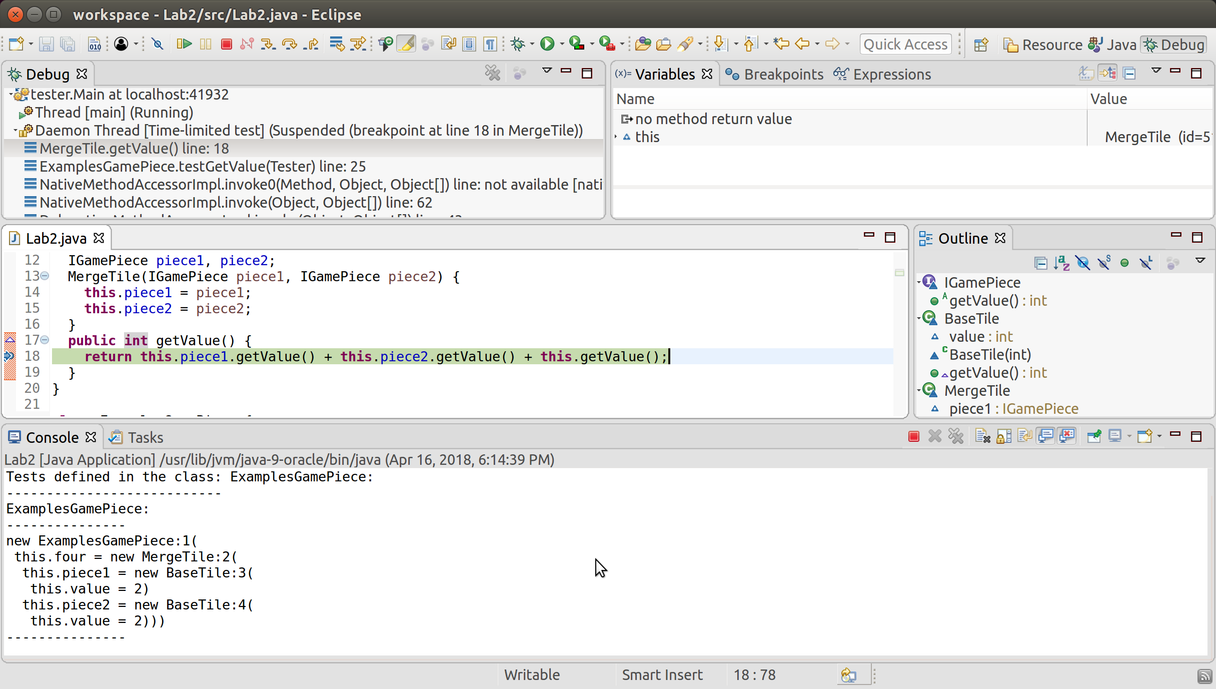 workspace - Lab2/src/Lab2.java - Eclipse
Quick Access
Resource
Java
Debug
Debug
tester.Main at localhost:41932
Thread [main] (Running)
Daemon Thread [Time-limited test] (Suspended (breakpoint at line 18 in MergeTile))
MergeTile.getValue() line: 18
ExamplesGamePiece.testGetValue(Tester) line: 25
NativeMethodAccessorImpl.invoke0(Method, Object, Object[]) line: not available [nati
NativeMethodAccessorImpl.invoke(Object, Object[]) line: 62
(x)= Variables
Breakpoints
Expressions
Name
Value
no method return value
this
MergeTile (id=5
Lab2.java
12 IGamePiece piece1, piece2;
13 MergeTile(IGamePiece piece1, IGamePiece piece2) {
14 this.piece1 = piece1;
15 this.piece2 = piece2;
16 }
17 public int getValue() {
18 return this.piece1.getValue() + this.piece2.getValue() + this.getValue();
19 }
20 }
21
Outline
IGamePiece
getValue() : int
BaseTile
value : int
BaseTile(int)
getValue() : int
MergeTile
piece1 : IGamePiece
Console
Tasks
Lab2 [Java Application] /usr/lib/jvm/java-9-oracle/bin/java (Apr 16, 2018, 6:14:39 PM)
Tests defined in the class: ExamplesGamePiece:
---------------------------
ExamplesGamePiece:
---------------
new ExamplesGamePiece:1(
this.four = new MergeTile:2(
this.piece1 = new BaseTile:3(
this.value = 2)
this.piece2 = new BaseTile:4(
this.value = 2)))
---------------
Writable
Smart Insert
18 : 78